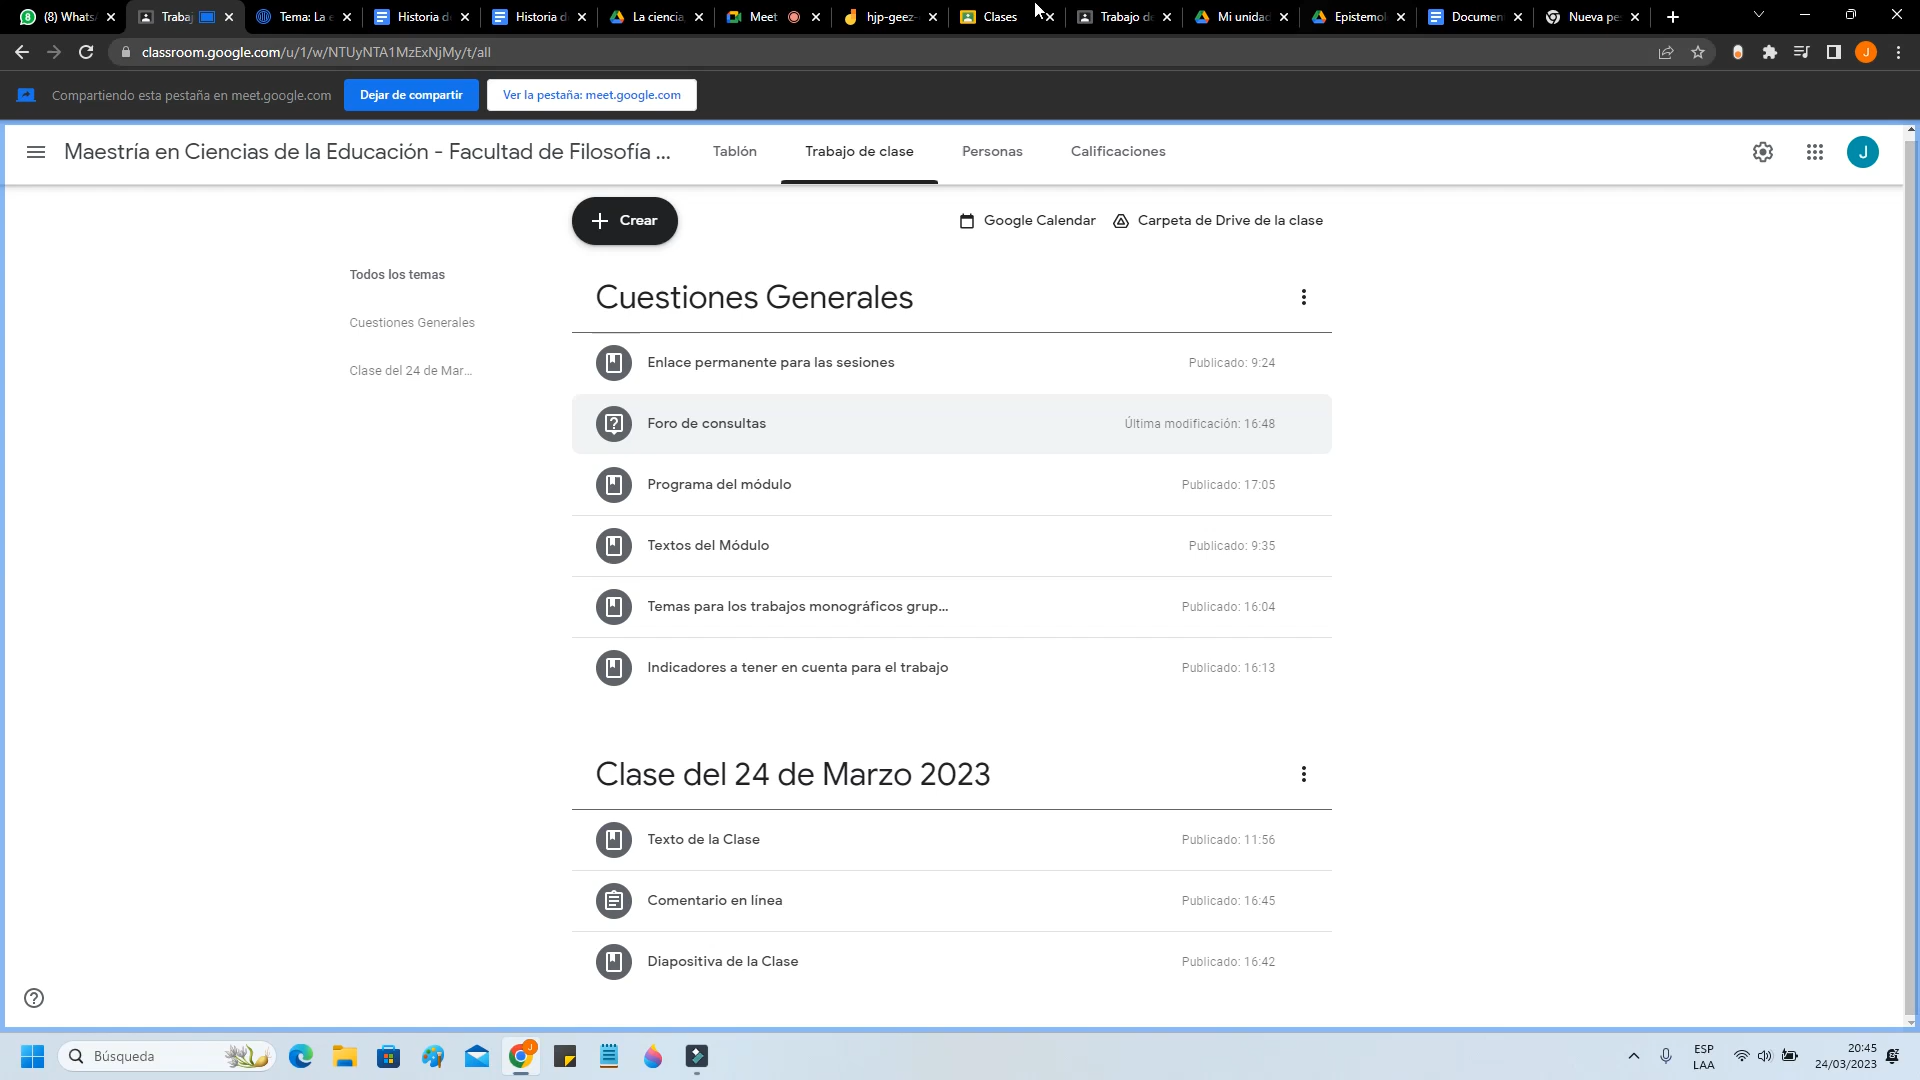 (8) Whats
Trabaj
Tema: La e
Historia d
Historia d
La ciencia
Meet
hjp-geez-
Clases
Trabajo de
Mi unidad
Epistemol
Documen
Nueva pe
classroom.google.com/u/1/w/NTUyNTA1MzExNjMy/t/all
J
Compartiendo esta pestaña en meet.google.com
Dejar de compartir
Ver la pestaña: meet.google.com
Maestría en Ciencias de la Educación - Facultad de Filosofía ...
Tablón
Trabajo de clase
Personas
Calificaciones
J
Crear
Google Calendar
Carpeta de Drive de la clase
Todos los temas
Cuestiones Generales
Clase del 24 de Mar...
Cuestiones Generales
Enlace permanente para las sesiones
Publicado: 9:24
Foro de consultas
Última modificación: 16:48
Programa del módulo
Publicado: 17:05
Textos del Módulo
Publicado: 9:35
Temas para los trabajos monográficos grup...
Publicado: 16:04
Indicadores a tener en cuenta para el trabajo
Publicado: 16:13
Clase del 24 de Marzo 2023
Texto de la Clase
Publicado: 11:56
Comentario en línea
Publicado: 16:45
Diapositiva de la Clase
Publicado: 16:42
Búsqueda
ESP
LAA
20:45
24/03/2023